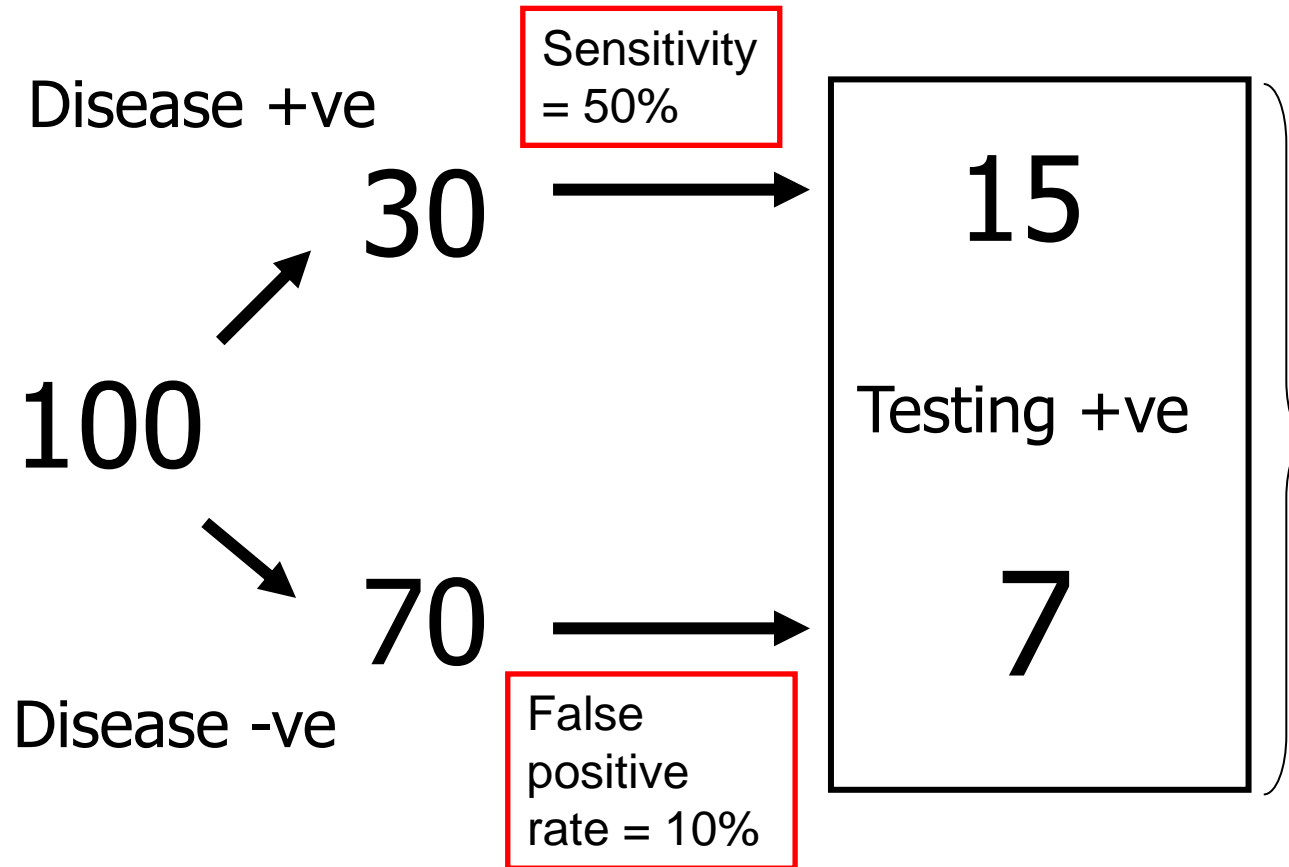 Sensitivity
= 50%
Disease +ve
30
15
100
Testing +ve
70
7
Disease -ve
False
positive
rate = 10%